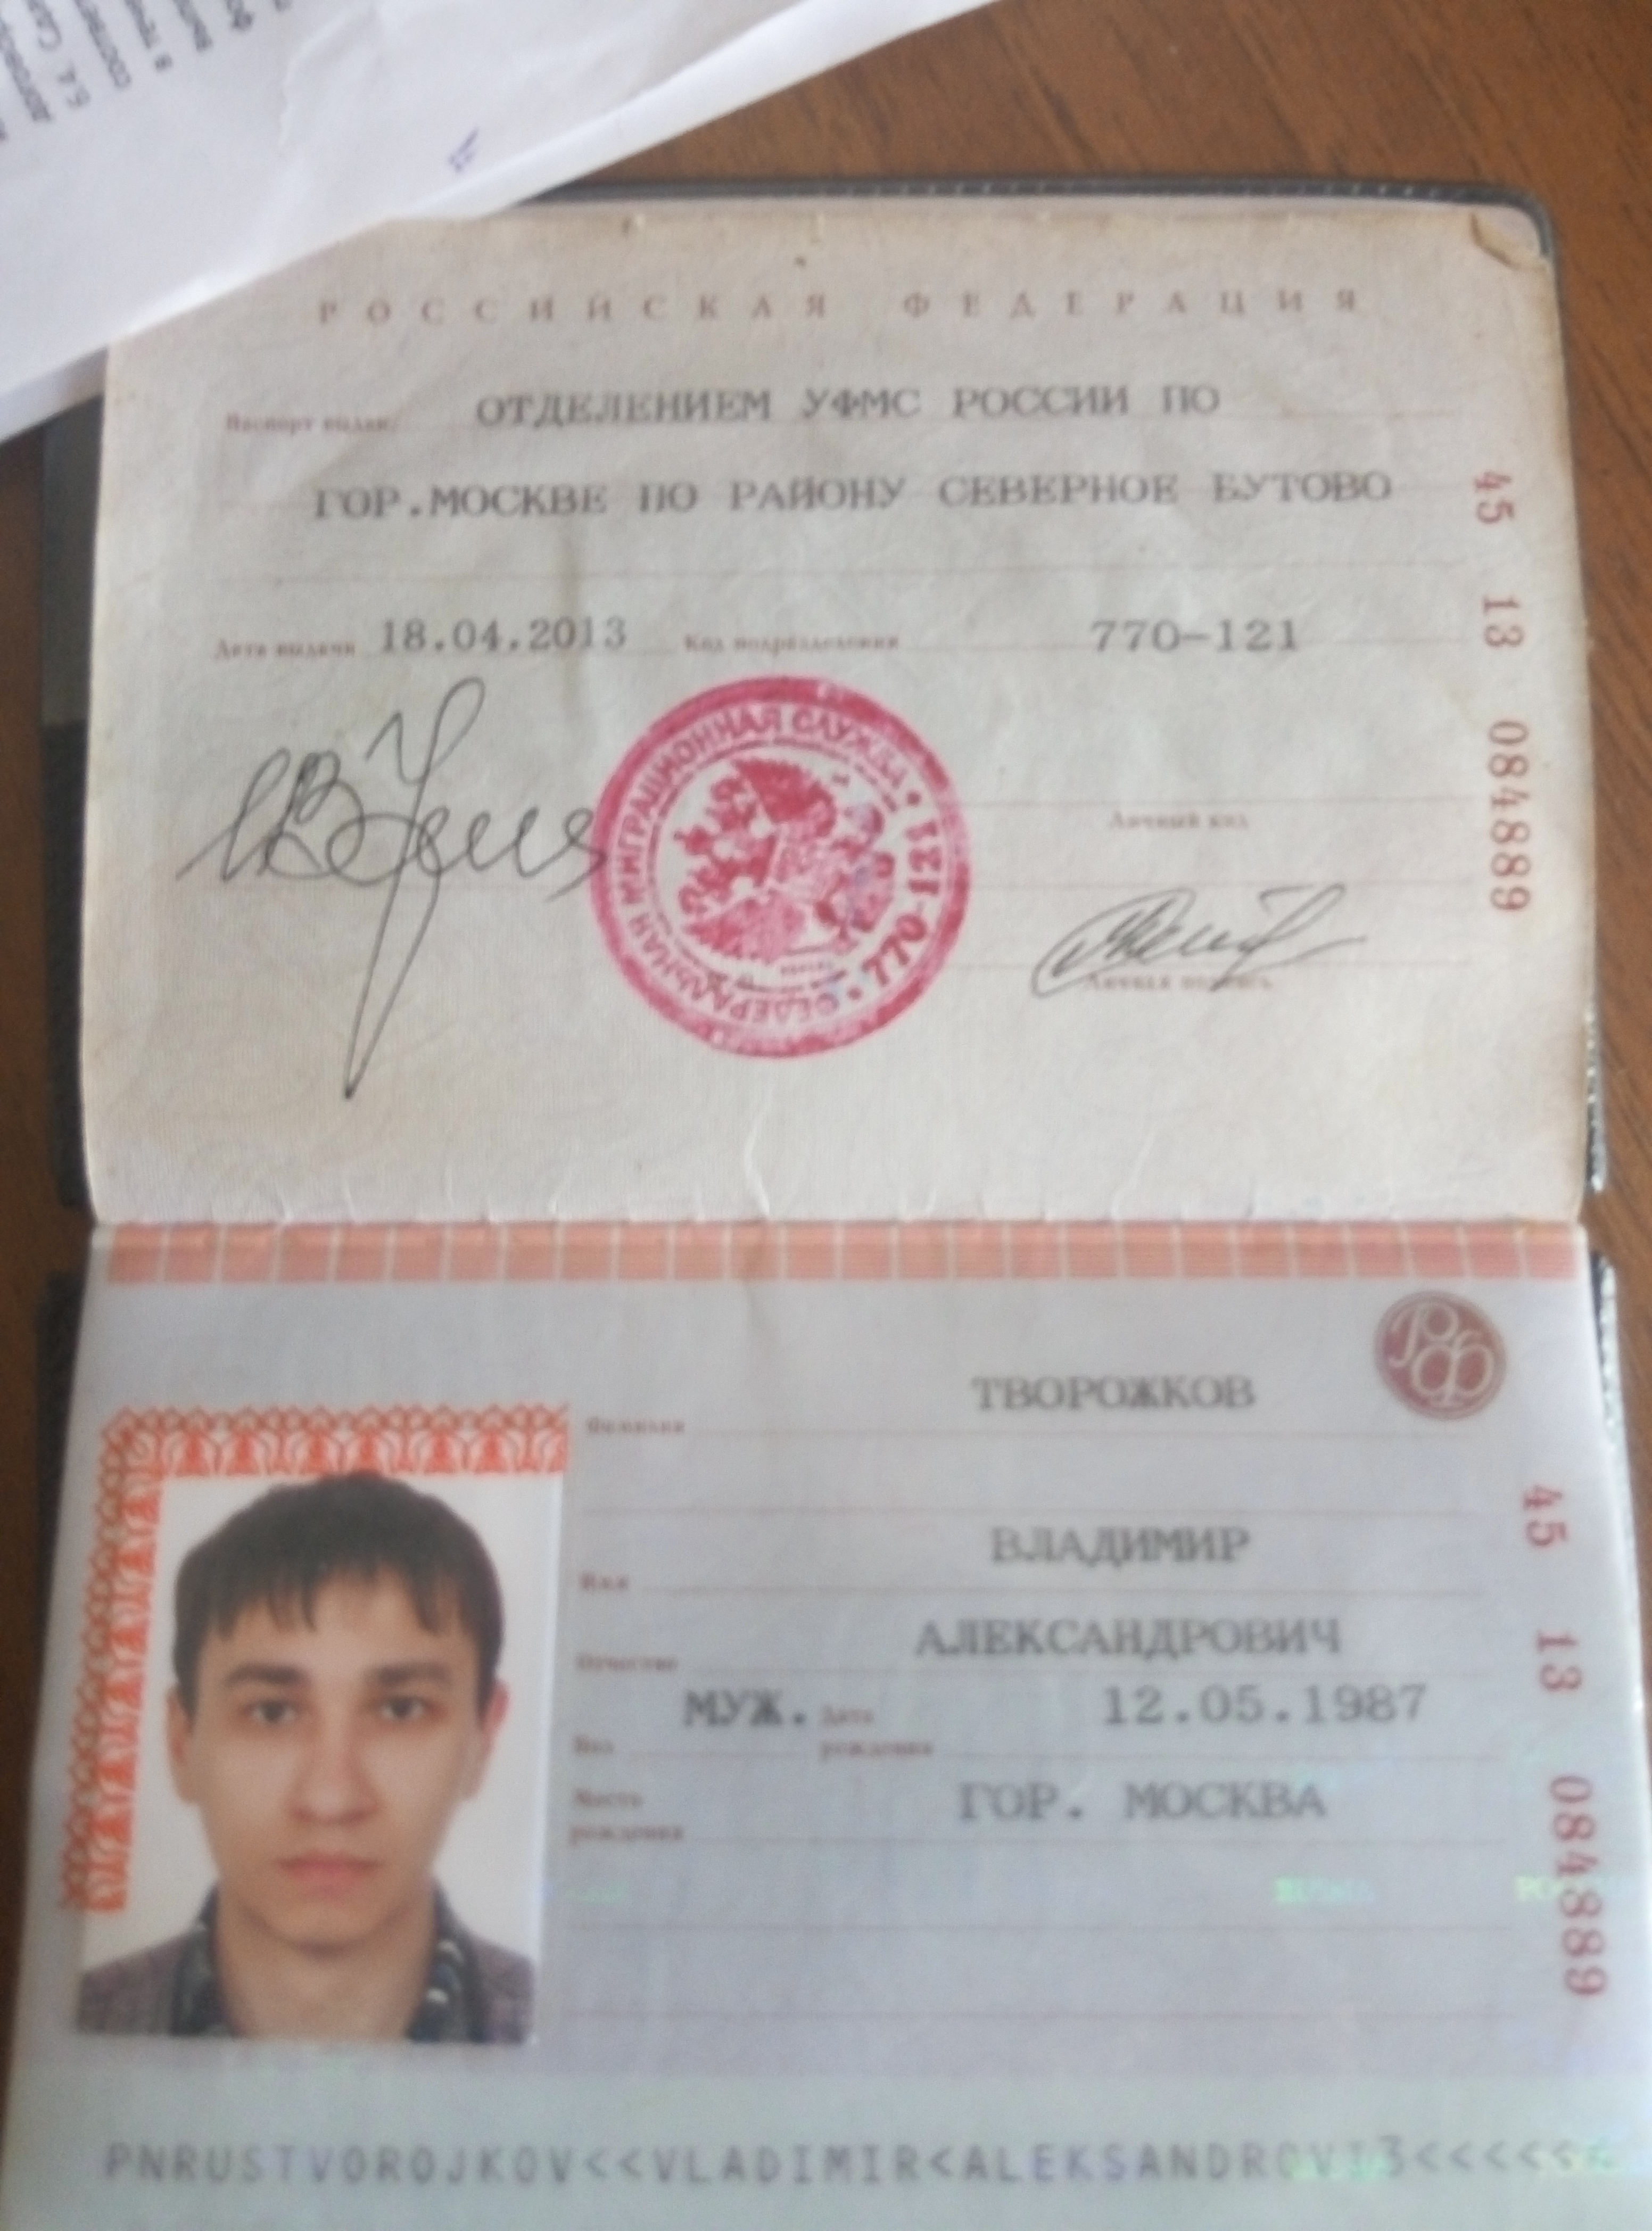 РОССИЙСКАЯ ФЕДЕРАЦИЯ
Паспорт выдан ОТДЕЛЕНИЕМ УФМС РОССИИ ПО
ГОР.МОСКВЕ ПО РАЙОНУ СЕВЕРНОЕ БУТОВО
Дата выдачи 18.04.2013 Код подразделения 770-121
ФЕДЕРАЛЬНАЯ МИГРАЦИОННАЯ СЛУЖБА • 770-121 •
Личный код
Личная подпись
45 13 084889
РФ
Фамилия ТВОРОЖКОВ
Имя ВЛАДИМИР
Отчество АЛЕКСАНДРОВИЧ
Пол МУЖ. Дата рождения 12.05.1987
Место рождения ГОР. МОСКВА
45 13 084889
PNRUSTVOROJKOV<<VLADIMIR<ALEKSANDROVI3<<<<<<